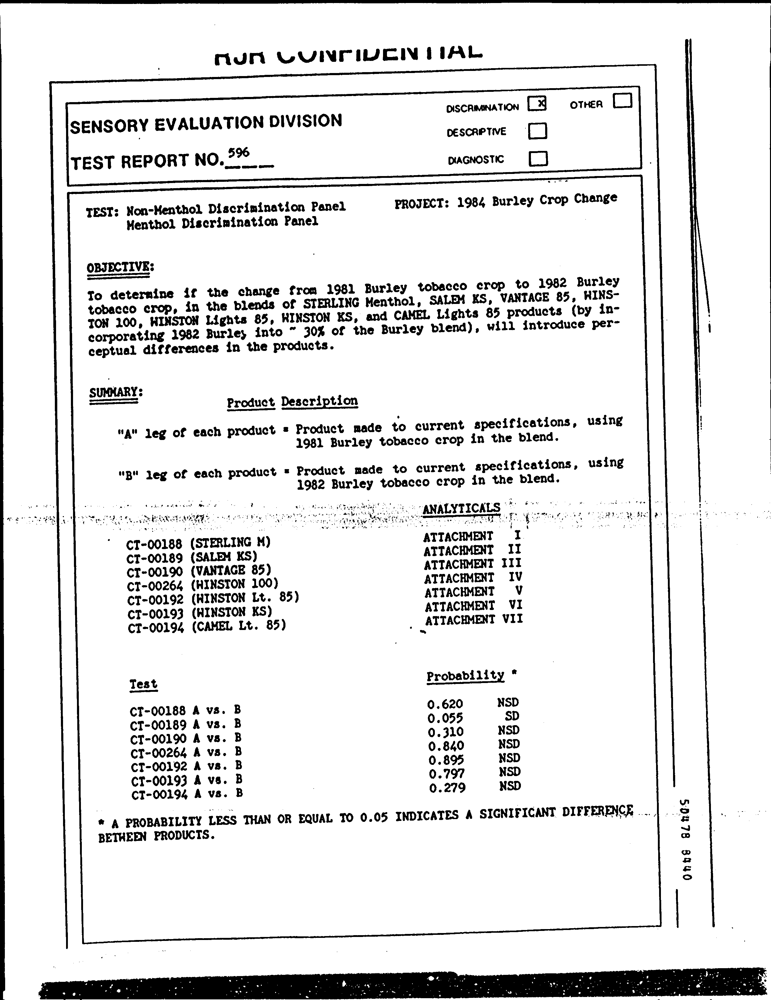 RJR CONFIDENTIAL
SENSORY EVALUATION DIVISION
TEST REPORT NO. 596
DISCRIMINATION X OTHER
DESCRIPTIVE
DIAGNOSTIC
TEST: Non-Menthol Discrimination Panel
Menthol Discrimination Panel
PROJECT: 1984 Burley Crop Change
OBJECTIVE:
To determine if the change from 1981 Burley tobacco crop to 1982 Burley
tobacco crop, in the blends of STERLING Menthol, SALEM KS, VANTAGE 85, WINS-
TON 100, WINSTON Lights 85, WINSTON KS, and CAMEL Lights 85 products (by in-
corporating 1982 Burley into ~ 30% of the Burley blend), will introduce per-
ceptual differences in the products.
SUMMARY:
Product Description
"A" leg of each product = Product made to current specifications, using
1981 Burley tobacco crop in the blend.
"B" leg of each product = Product made to current specifications, using
1982 Burley tobacco crop in the blend.
ANALYTICALS
CT-00188 (STERLING M) ATTACHMENT I
CT-00189 (SALEM KS) ATTACHMENT II
CT-00190 (VANTAGE 85) ATTACHMENT III
CT-00264 (WINSTON 100) ATTACHMENT IV
CT-00192 (WINSTON Lt. 85) ATTACHMENT V
CT-00193 (WINSTON KS) ATTACHMENT VI
CT-00194 (CAMEL Lt. 85) ATTACHMENT VII
Test Probability *
CT-00188 A vs. B 0.620 NSD
CT-00189 A vs. B 0.055 SD
CT-00190 A vs. B 0.310 NSD
CT-00264 A vs. B 0.840 NSD
CT-00192 A vs. B 0.895 NSD
CT-00193 A vs. B 0.797 NSD
CT-00194 A vs. B 0.279 NSD
* A PROBABILITY LESS THAN OR EQUAL TO 0.05 INDICATES A SIGNIFICANT DIFFERENCE
BETWEEN PRODUCTS.
50478 8440